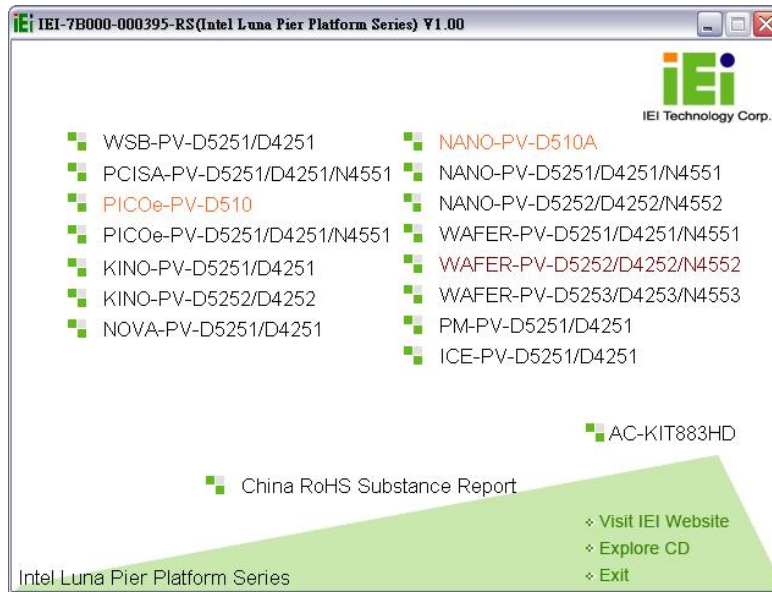 IEI-7B000-000395-RS(Intel Luna Pier Platform Series) V1.00
iEi
IEI Technology Corp.
WSB-PV-D5251/D4251
PCISA-PV-D5251/D4251/N4551
PICOe-PV-D510
PICOe-PV-D5251/D4251/N4551
KINO-PV-D5251/D4251
KINO-PV-D5252/D4252
NOVA-PV-D5251/D4251
NANO-PV-D510A
NANO-PV-D5251/D4251/N4551
NANO-PV-D5252/D4252/N4552
WAFER-PV-D5251/D4251/N4551
WAFER-PV-D5252/D4252/N4552
WAFER-PV-D5253/D4253/N4553
PM-PV-D5251/D4251
ICE-PV-D5251/D4251
AC-KIT883HD
China RoHS Substance Report
Visit IEI Website
Explore CD
Exit
Intel Luna Pier Platform Series